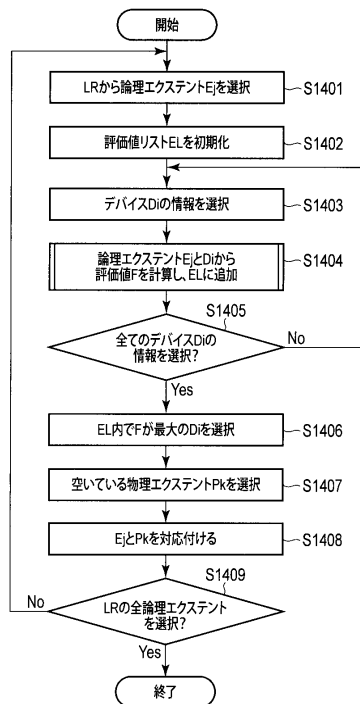 開始
LRから論理エクステントEjを選択
S1401
評価値リストELを初期化
S1402
デバイスDiの情報を選択
S1403
論理エクステントEjとDiから
評価値Fを計算し、ELに追加
S1404
S1405
全てのデバイスDiの
情報を選択?
No
Yes
EL内でFが最大のDiを選択
S1406
空いている物理エクステントPkを選択
S1407
EjとPkを対応付ける
S1408
S1409
No
LRの全論理エクステント
を選択?
Yes
終了